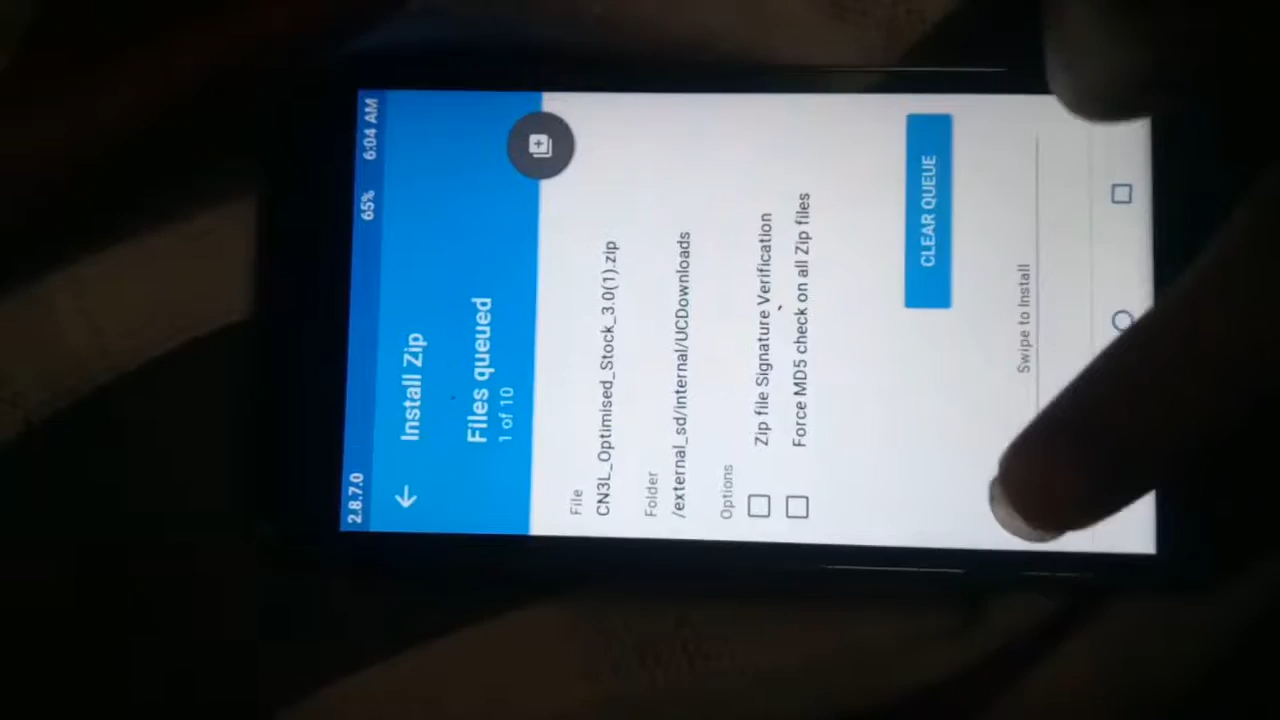 2.8.7.0 65% 6:04 AM
Install Zip
Files queued
1 of 10
File
CN3L_Optimised_Stock_3.0(1).zip
Folder
/external_sd/internal/UCDownloads
Options
Zip file Signature Verification
Force MD5 check on all Zip files
CLEAR QUEUE
Swipe to Install